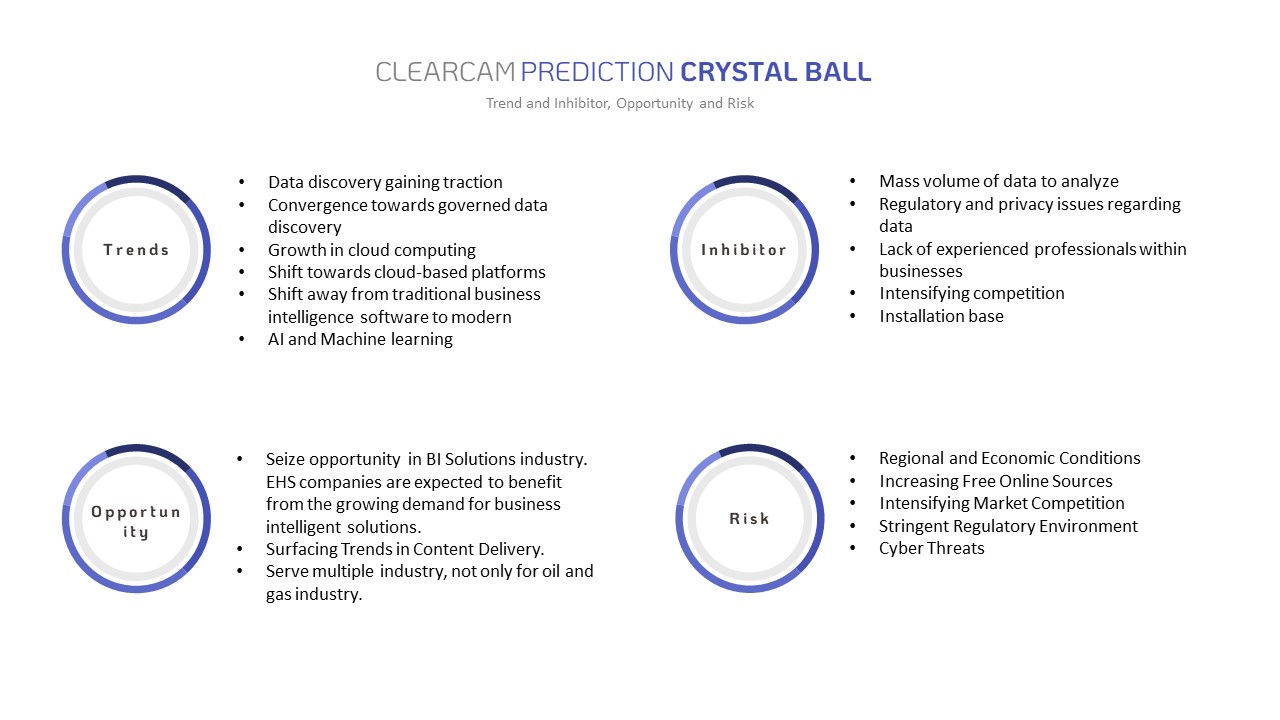 CLEARCAM PREDICTION CRYSTAL BALL
Trend and Inhibitor, Opportunity and Risk
Trends
• Data discovery gaining traction
• Convergence towards governed data
discovery
• Growth in cloud computing
• Shift towards cloud-based platforms
• Shift away from traditional business
intelligence software to modern
• AI and Machine learning
Inhibitor
• Mass volume of data to analyze
• Regulatory and privacy issues regarding
data
• Lack of experienced professionals within
businesses
• Intensifying competition
• Installation base
Opportun
ity
• Seize opportunity in BI Solutions industry.
EHS companies are expected to benefit
from the growing demand for business
intelligent solutions.
• Surfacing Trends in Content Delivery.
• Serve multiple industry, not only for oil and
gas industry.
Risk
• Regional and Economic Conditions
• Increasing Free Online Sources
• Intensifying Market Competition
• Stringent Regulatory Environment
• Cyber Threats